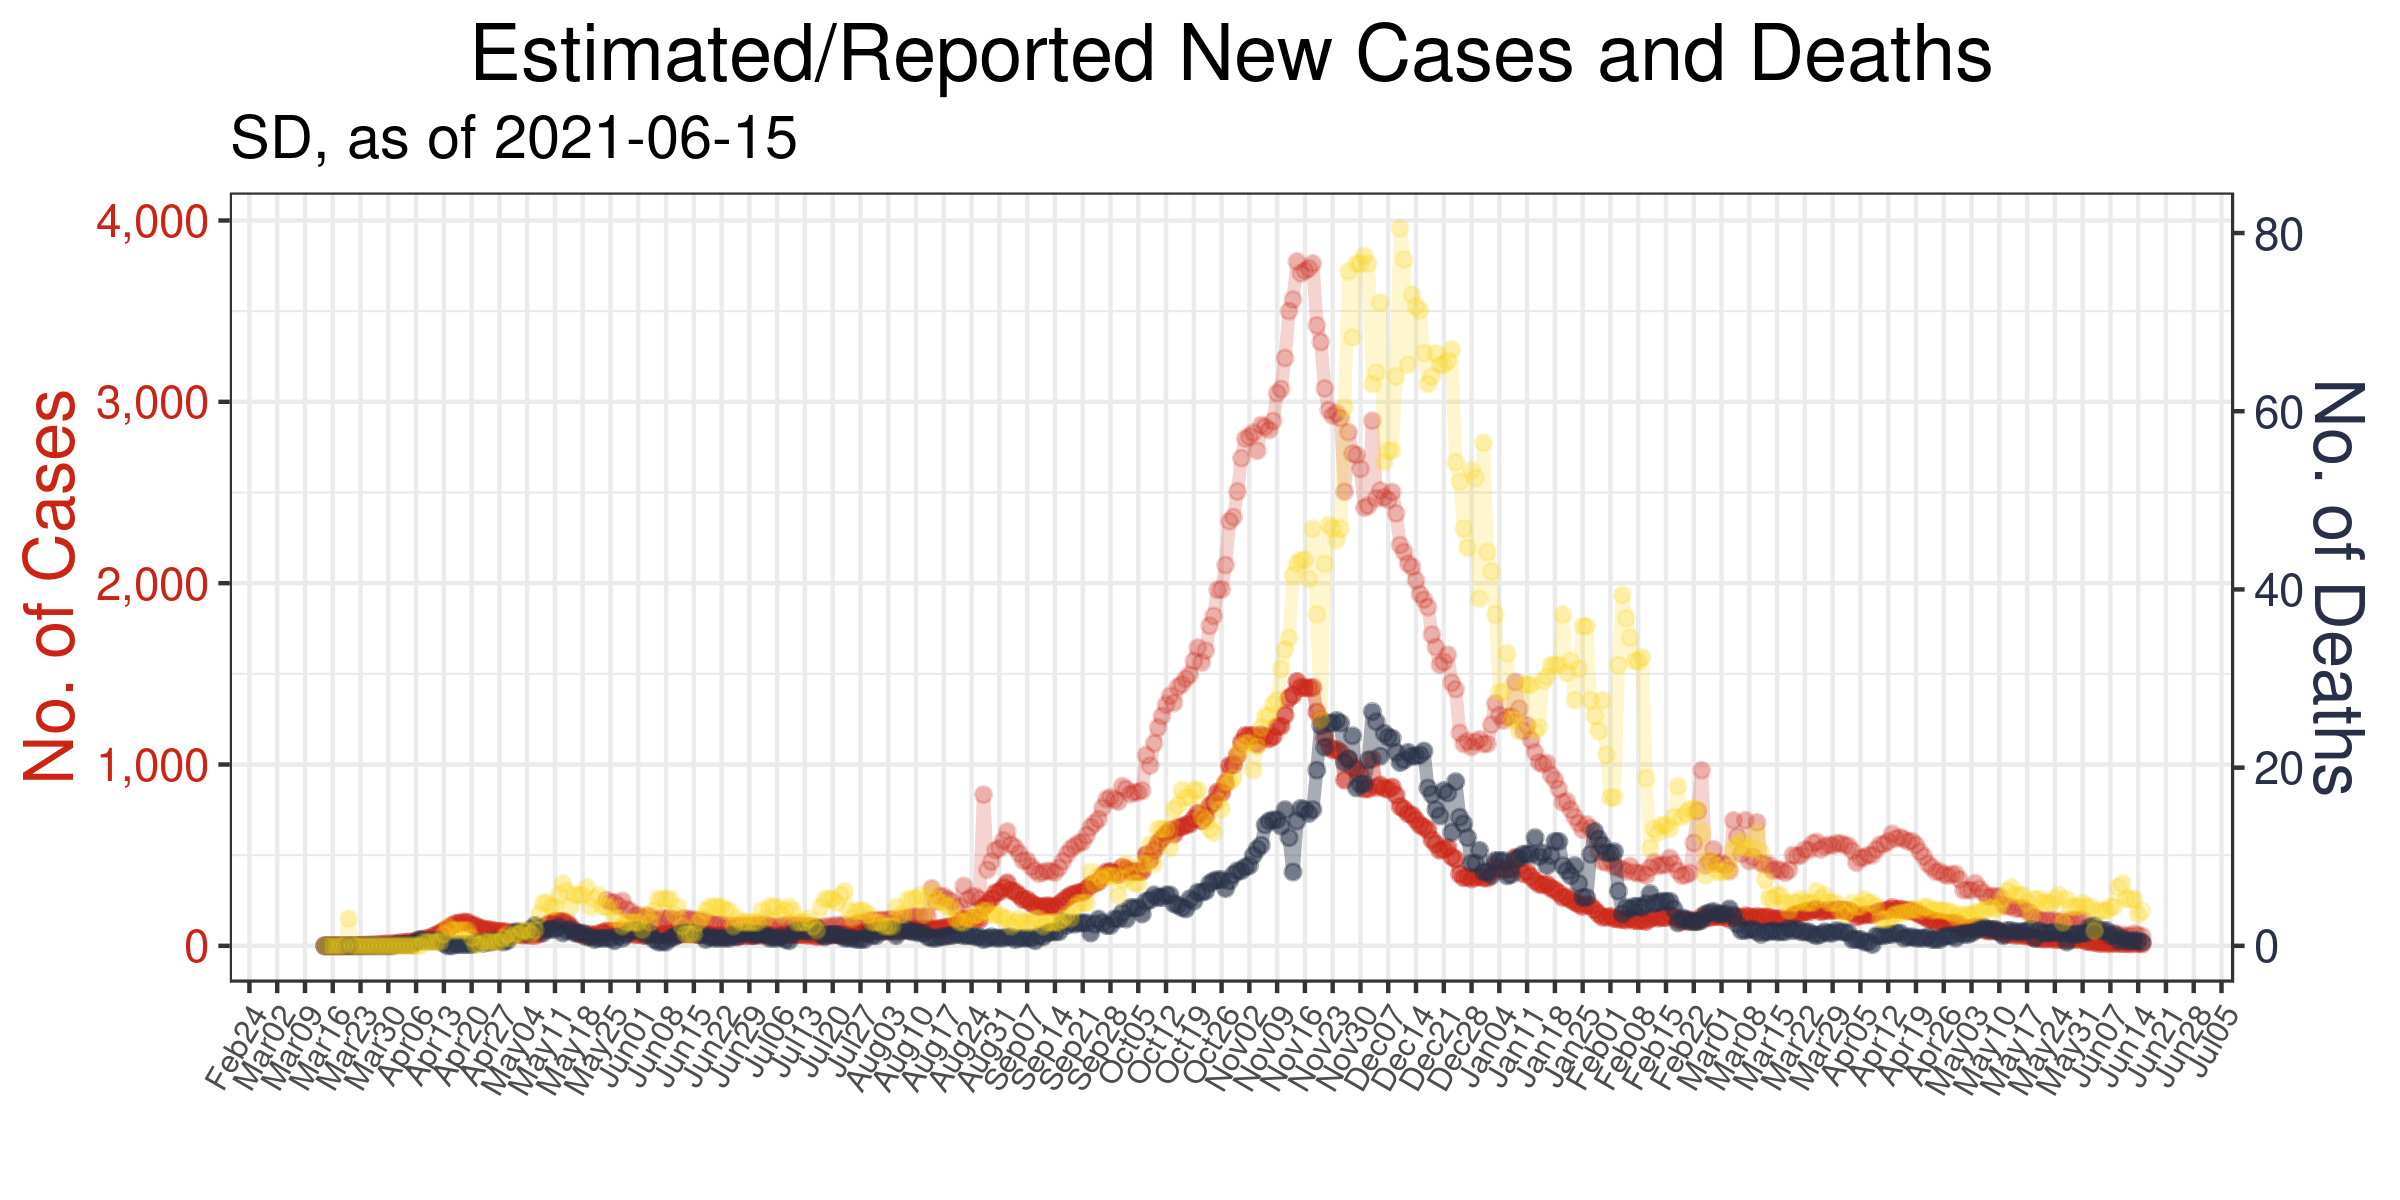 Estimated/Reported New Cases and Deaths
SD, as of 2021-06-15
No. of Cases
4,000
3,000
2,000
1,000
0
80
60
40
20
0
No. of Deaths
Feb24
Mar02
Mar09
Mar16
Mar23
Mar30
Apr06
Apr13
Apr20
Apr27
May04
May11
May18
May25
Jun01
Jun08
Jun15
Jun22
Jun29
Jul06
Jul13
Jul20
Jul27
Aug03
Aug10
Aug17
Aug24
Aug31
Sep07
Sep14
Sep21
Sep28
Oct05
Oct12
Oct19
Oct26
Nov02
Nov09
Nov16
Nov23
Nov30
Dec07
Dec14
Dec21
Dec28
Jan04
Jan11
Jan18
Jan25
Feb01
Feb08
Feb15
Feb22
Mar01
Mar08
Mar15
Mar22
Mar29
Apr05
Apr12
Apr19
Apr26
May03
May10
May17
May24
May31
Jun07
Jun14
Jun21
Jun28
Jul05